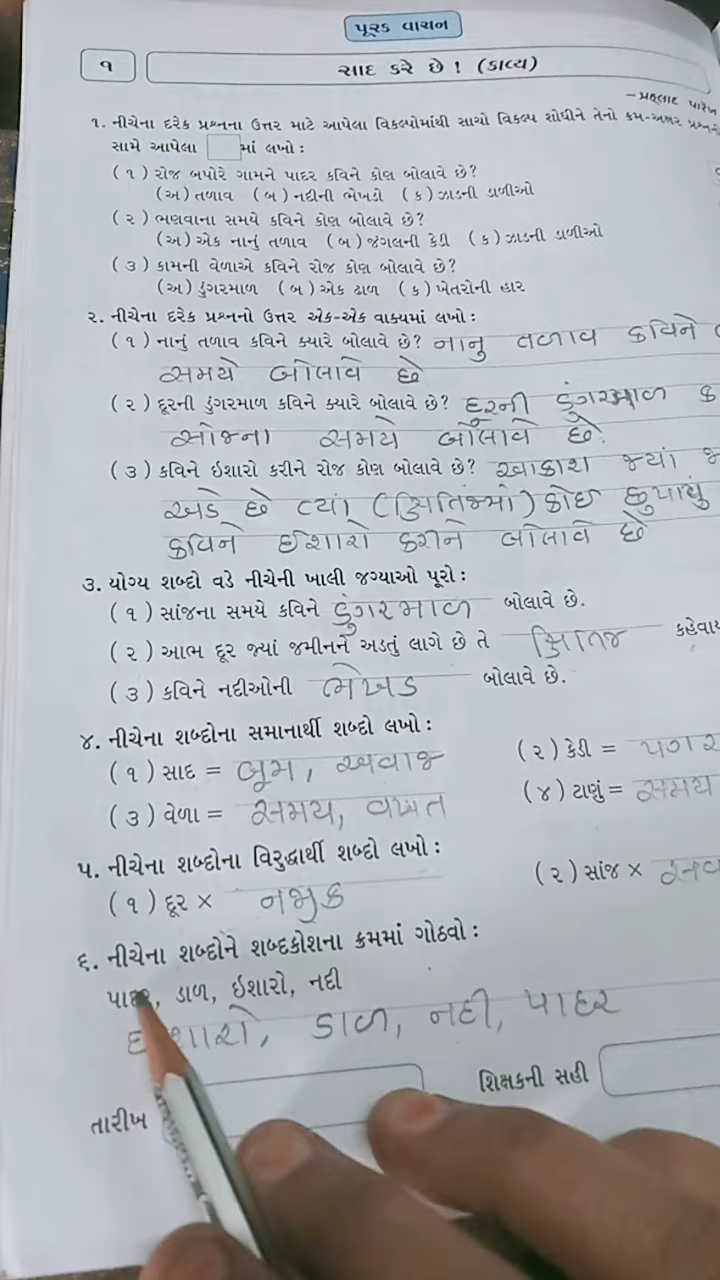 પૂરક વાચન
૧ સાદ કરે છે ! (કાવ્ય)
– પ્રહ્લાદ પારેખ
૧. નીચેના દરેક પ્રશ્નના ઉત્તર માટે આપેલા વિકલ્પોમાંથી સાચો વિકલ્પ શોધીને તેનો ક્રમ-અક્ષર પ્રશ્નની
સામે આપેલા માં લખો :
(૧) રોજ બપોરે ગામને પાદર કવિને કોણ બોલાવે છે?
(અ) તળાવ (બ) નદીની ભેખડો (ક) ઝાડની ડાળીઓ
(૨) ભણવાના સમયે કવિને કોણ બોલાવે છે?
(અ) એક નાનું તળાવ (બ) જંગલની કેડી (ક) ઝાડની ડાળીઓ
(૩) કામની વેળાએ કવિને રોજ કોણ બોલાવે છે?
(અ) ડુંગરમાળ (બ) એક ઢાળ (ક) ખેતરોની હાર
૨. નીચેના દરેક પ્રશ્નનો ઉત્તર એક-એક વાક્યમાં લખો :
(૧) નાનું તળાવ કવિને ક્યારે બોલાવે છે? નાનુ તળાવ કવિને
સમયે બોલાવે છે
(૨) દૂરની ડુંગરમાળ કવિને ક્યારે બોલાવે છે? દૂરની ડુંગરમાળ ક
સાંજના સમયે બોલાવે છે.
(૩) કવિને ઇશારો કરીને રોજ કોણ બોલાવે છે? આકાશ જ્યાં જ
અડે છે ત્યાં (ક્ષિતિજમાં) કોઈ છુપાયું
કવિને ઈશારો કરીને બોલાવે છે
૩. યોગ્ય શબ્દો વડે નીચેની ખાલી જગ્યાઓ પૂરો :
(૧) સાંજના સમયે કવિને ડુંગરમાળ બોલાવે છે.
(૨) આભ દૂર જ્યાં જમીનને અડતું લાગે છે તે ક્ષિતિજ કહેવાય
(૩) કવિને નદીઓની ભેખડ બોલાવે છે.
૪. નીચેના શબ્દોના સમાનાર્થી શબ્દો લખો :
(૧) સાદ = બૂમ, અવાજ (૨) કેડી = પગર
(૩) વેળા = સમય, વખત (૪) ટાણું = સમય
૫. નીચેના શબ્દોના વિરુદ્ધાર્થી શબ્દો લખો :
(૧) દૂર × નજીક (૨) સાંજ × સવ
૬. નીચેના શબ્દોને શબ્દકોશના ક્રમમાં ગોઠવો :
પાદર, ડાળ, ઇશારો, નદી
ઇશારો, ડાળ, નદી, પાદર
તારીખ શિક્ષકની સહી